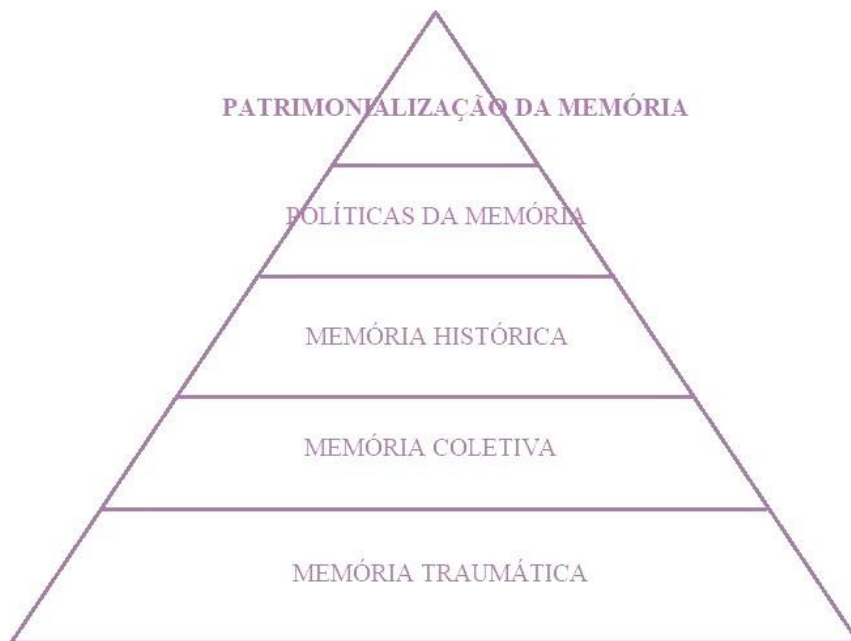 PATRIMONIALIZAÇÃO DA MEMÓRIA
POLÍTICAS DA MEMÓRIA
MEMÓRIA HISTÓRICA
MEMÓRIA COLETIVA
MEMÓRIA TRAUMÁTICA